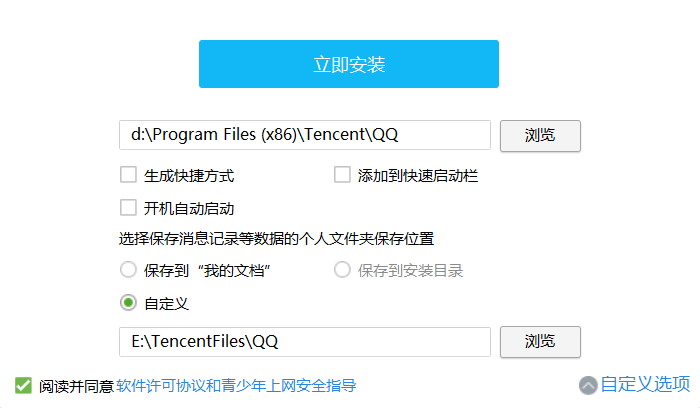 立即安装
d:\Program Files (x86)\Tencent\QQ 浏览
生成快捷方式 添加到快速启动栏
开机自动启动
选择保存消息记录等数据的个人文件夹保存位置
保存到“我的文档” 保存到安装目录
自定义
E:\TencentFiles\QQ 浏览
阅读并同意软件许可协议和青少年上网安全指导 自定义选项